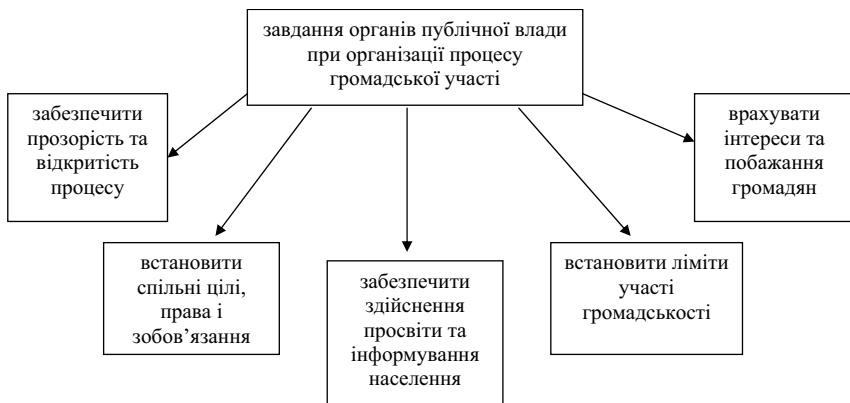 завдання органів публічної влади
при організації процесу
громадської участі
забезпечити
прозорість та
відкритість
процесу
врахувати
інтереси та
побажання
громадян
встановити
спільні цілі,
права і
зобов’язання
забезпечити
здійснення
просвіти та
інформування
населення
встановити ліміти
участі
громадськості